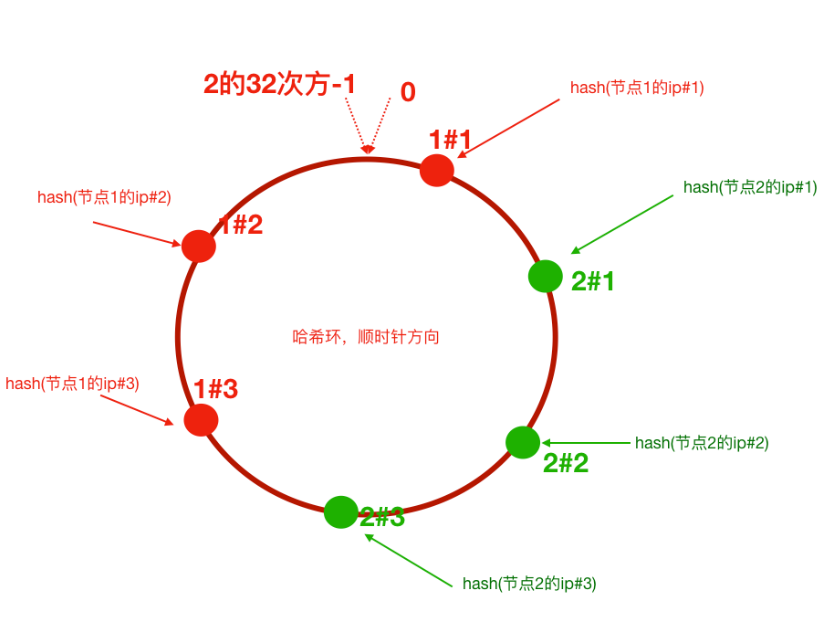 2的32次方-1
0
hash(节点1的ip#1)
1#1
hash(节点2的ip#1)
hash(节点1的ip#2)
1#2
2#1
哈希环，顺时针方向
hash(节点1的ip#3)
1#3
hash(节点2的ip#2)
2#2
2#3
hash(节点2的ip#3)